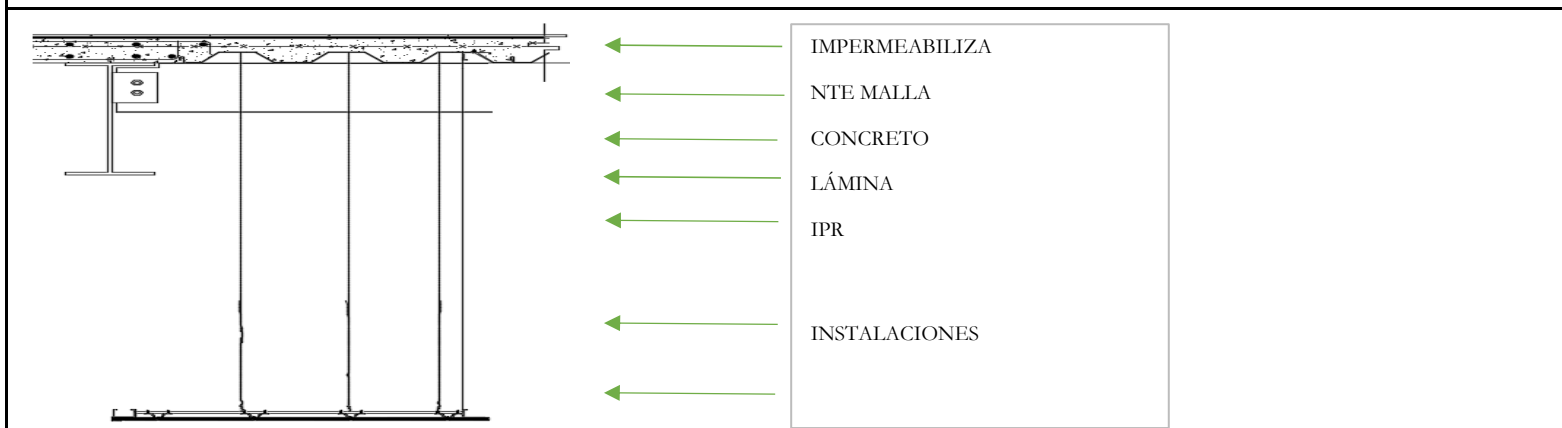 IMPERMEABILIZA
NTE MALLA
CONCRETO
LÁMINA
IPR
INSTALACIONES